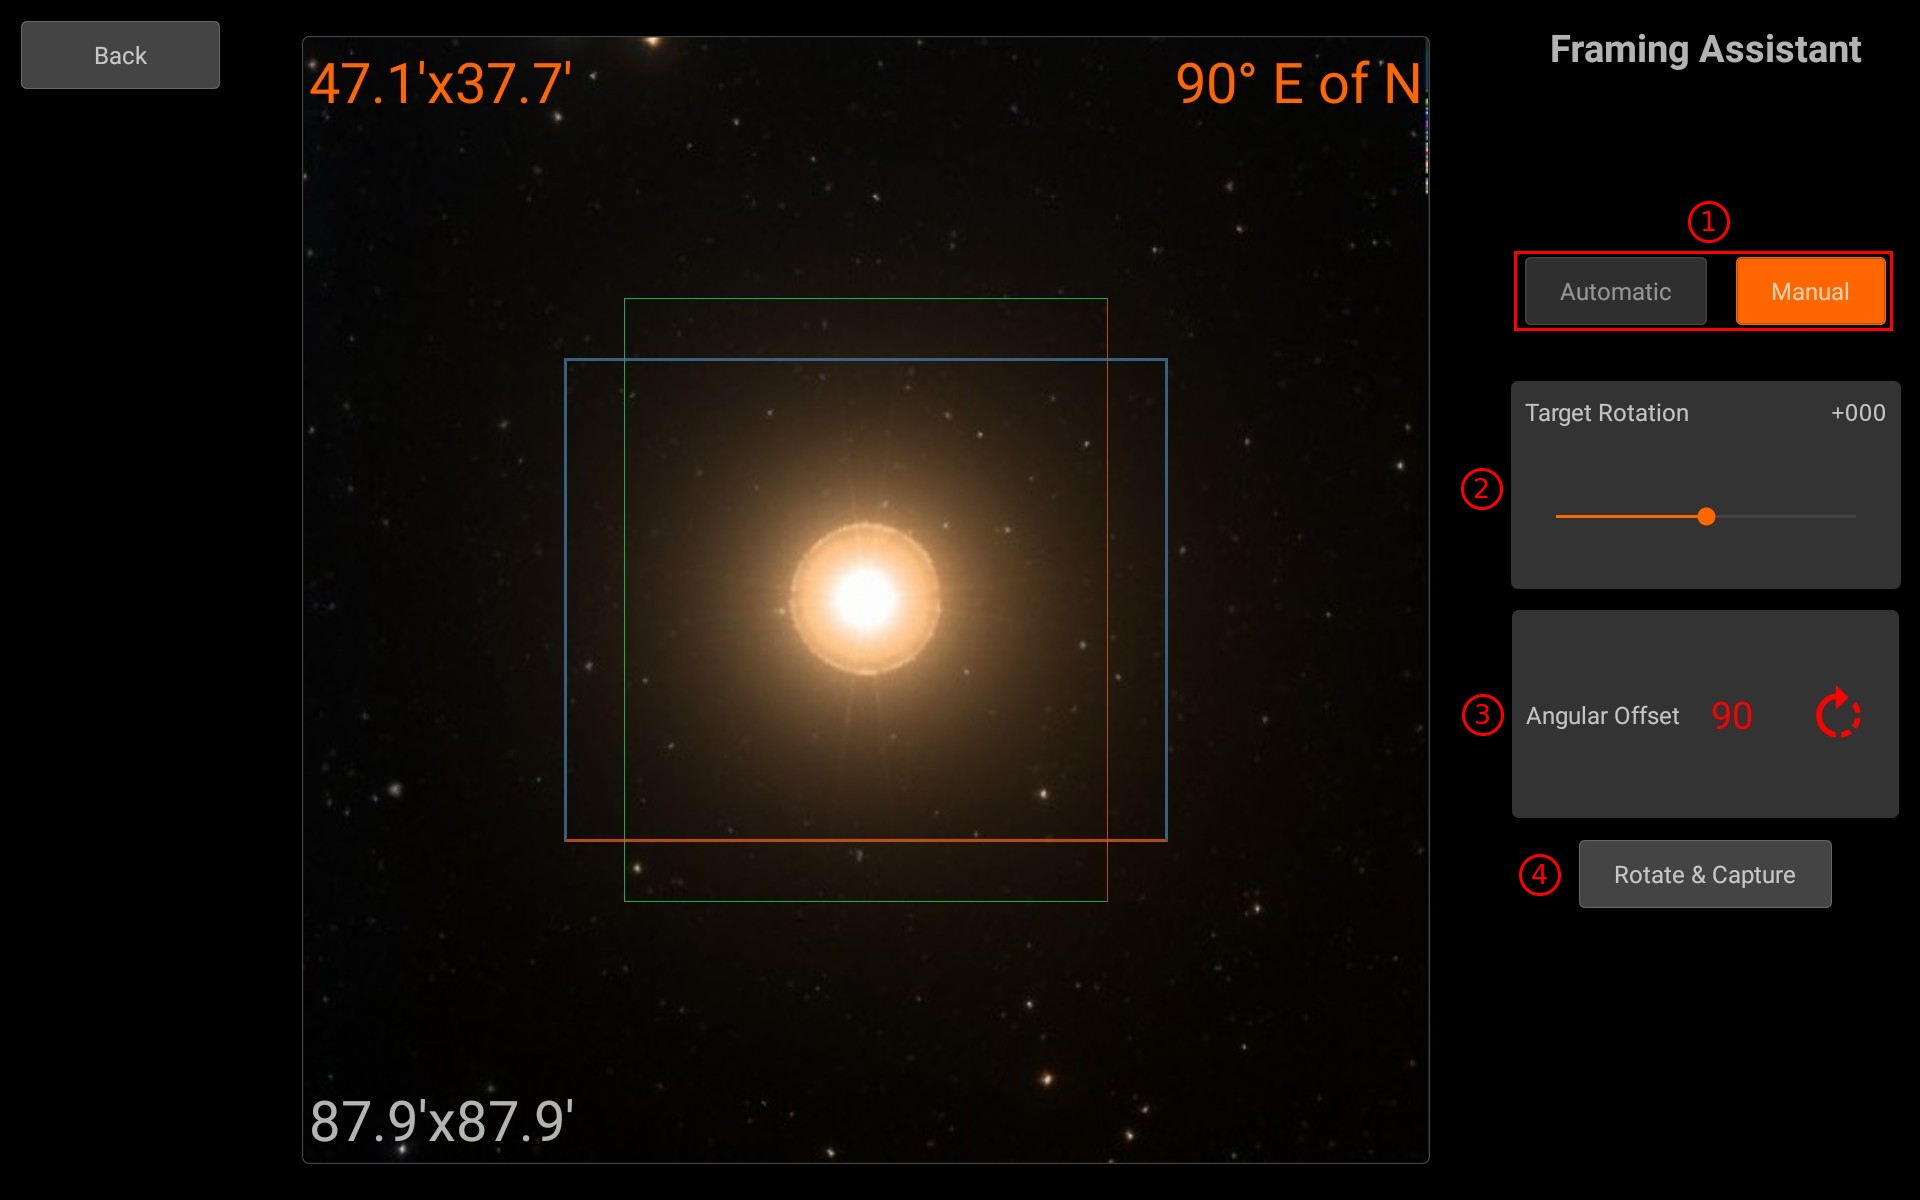 Back
47.1'x37.7'
90° E of N
87.9'x87.9'
Framing Assistant
1
Automatic
Manual
2
Target Rotation +000
3
Angular Offset 90
4
Rotate & Capture